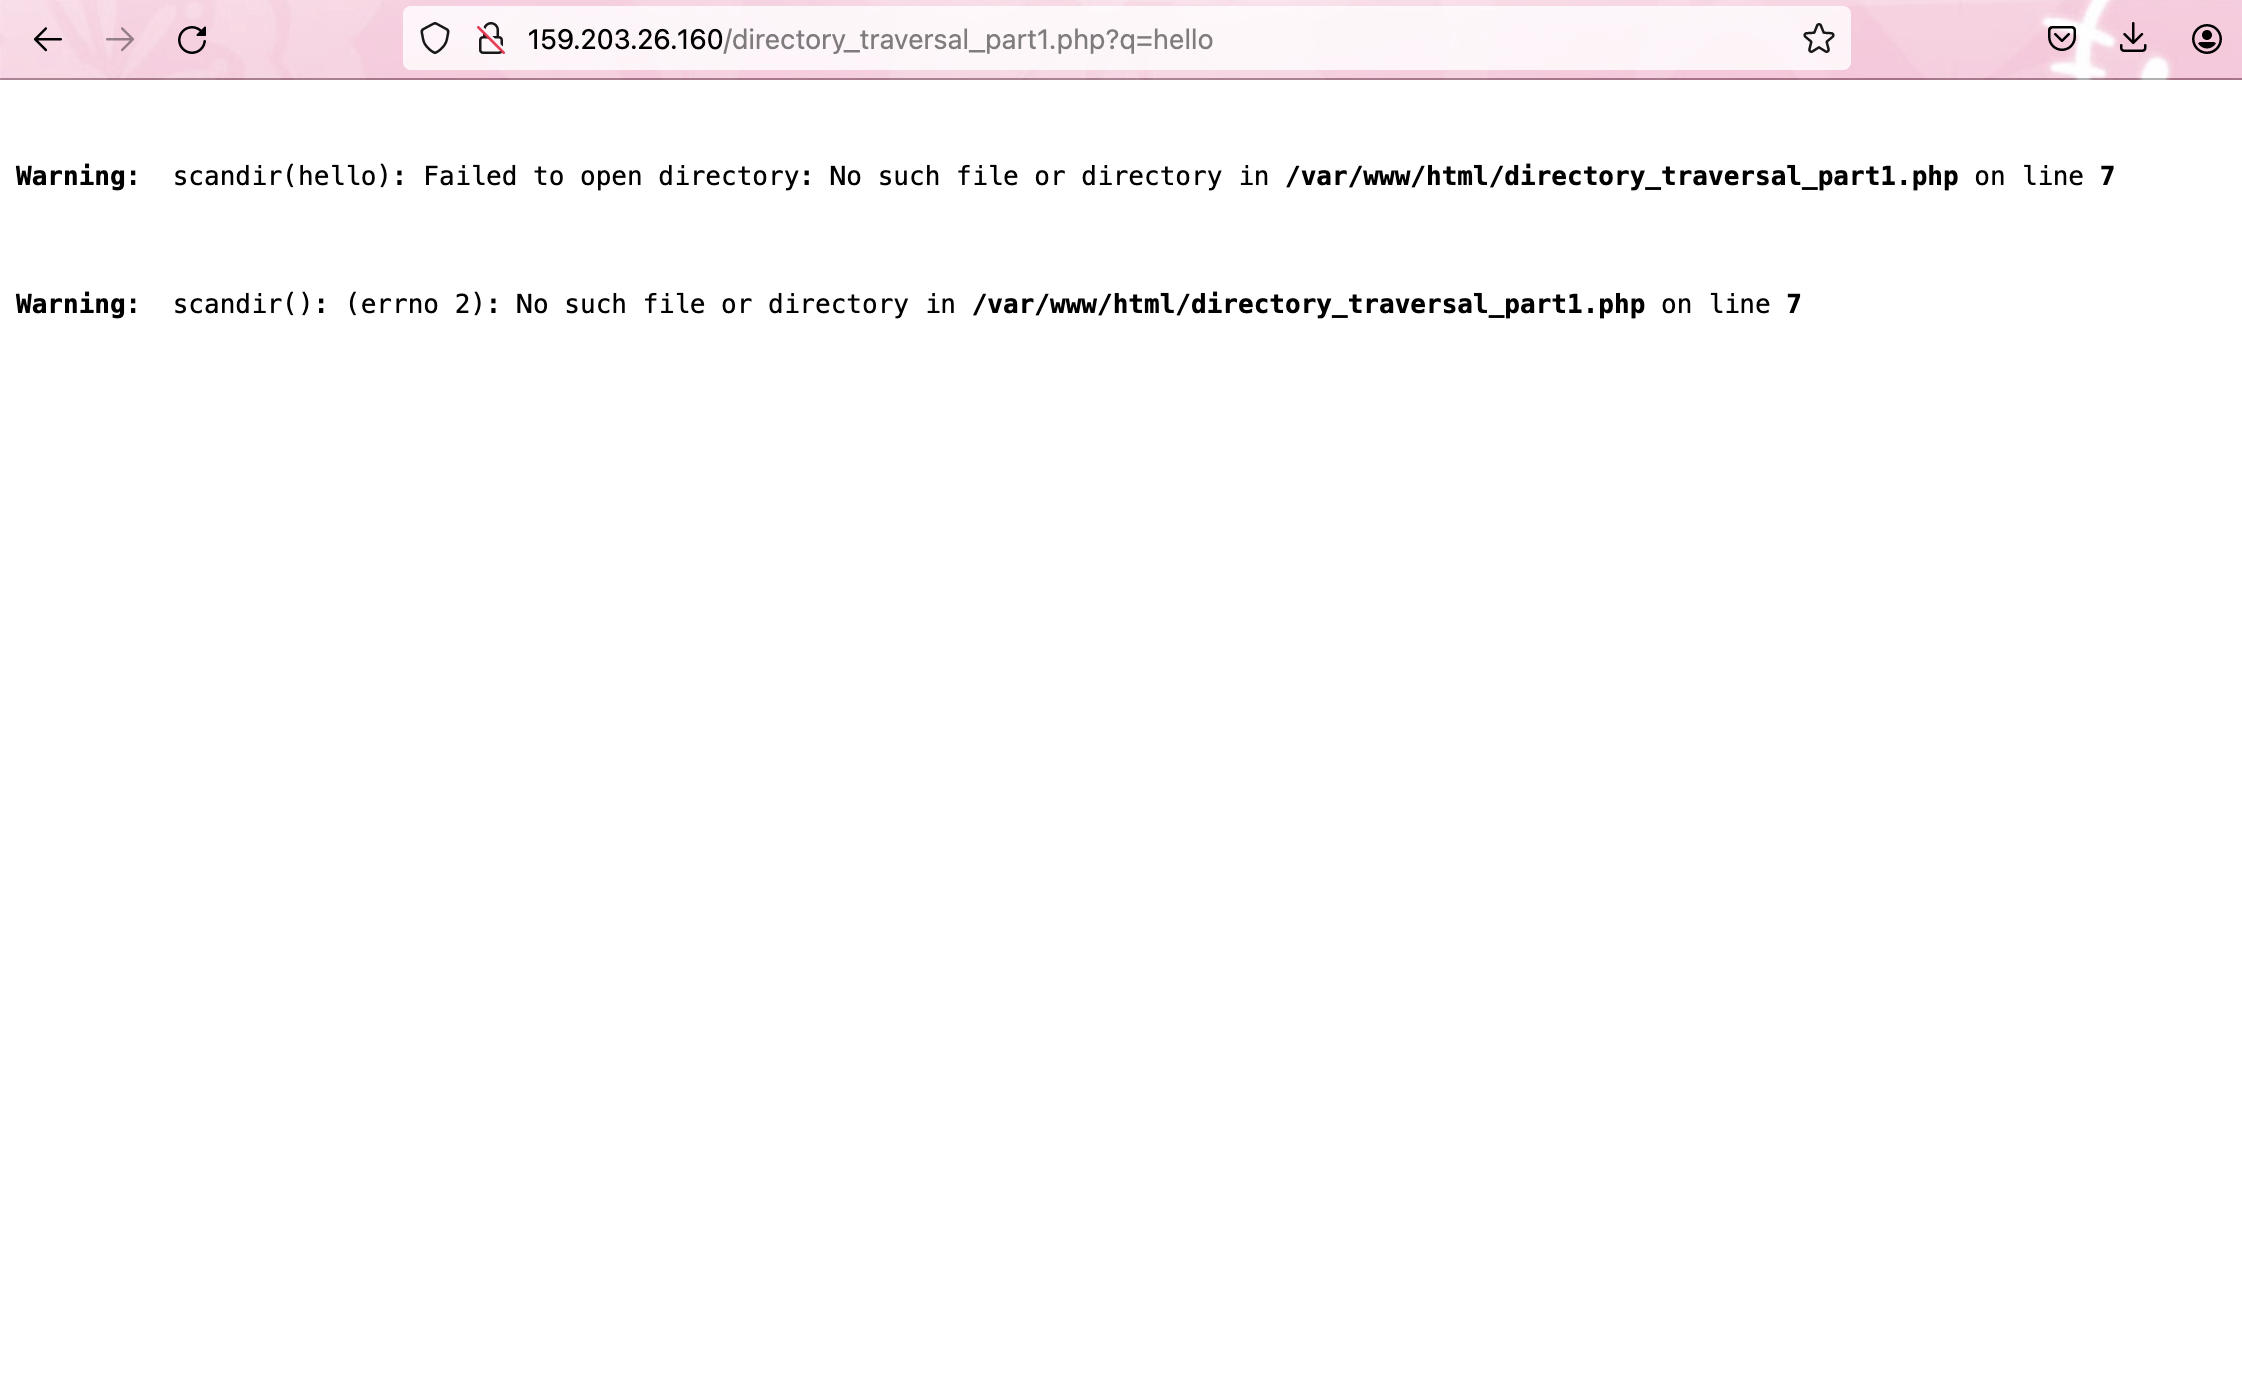 159.203.26.160/directory_traversal_part1.php?q=hello
Warning:  scandir(hello): Failed to open directory: No such file or directory in /var/www/html/directory_traversal_part1.php on line 7
Warning:  scandir(): (errno 2): No such file or directory in /var/www/html/directory_traversal_part1.php on line 7